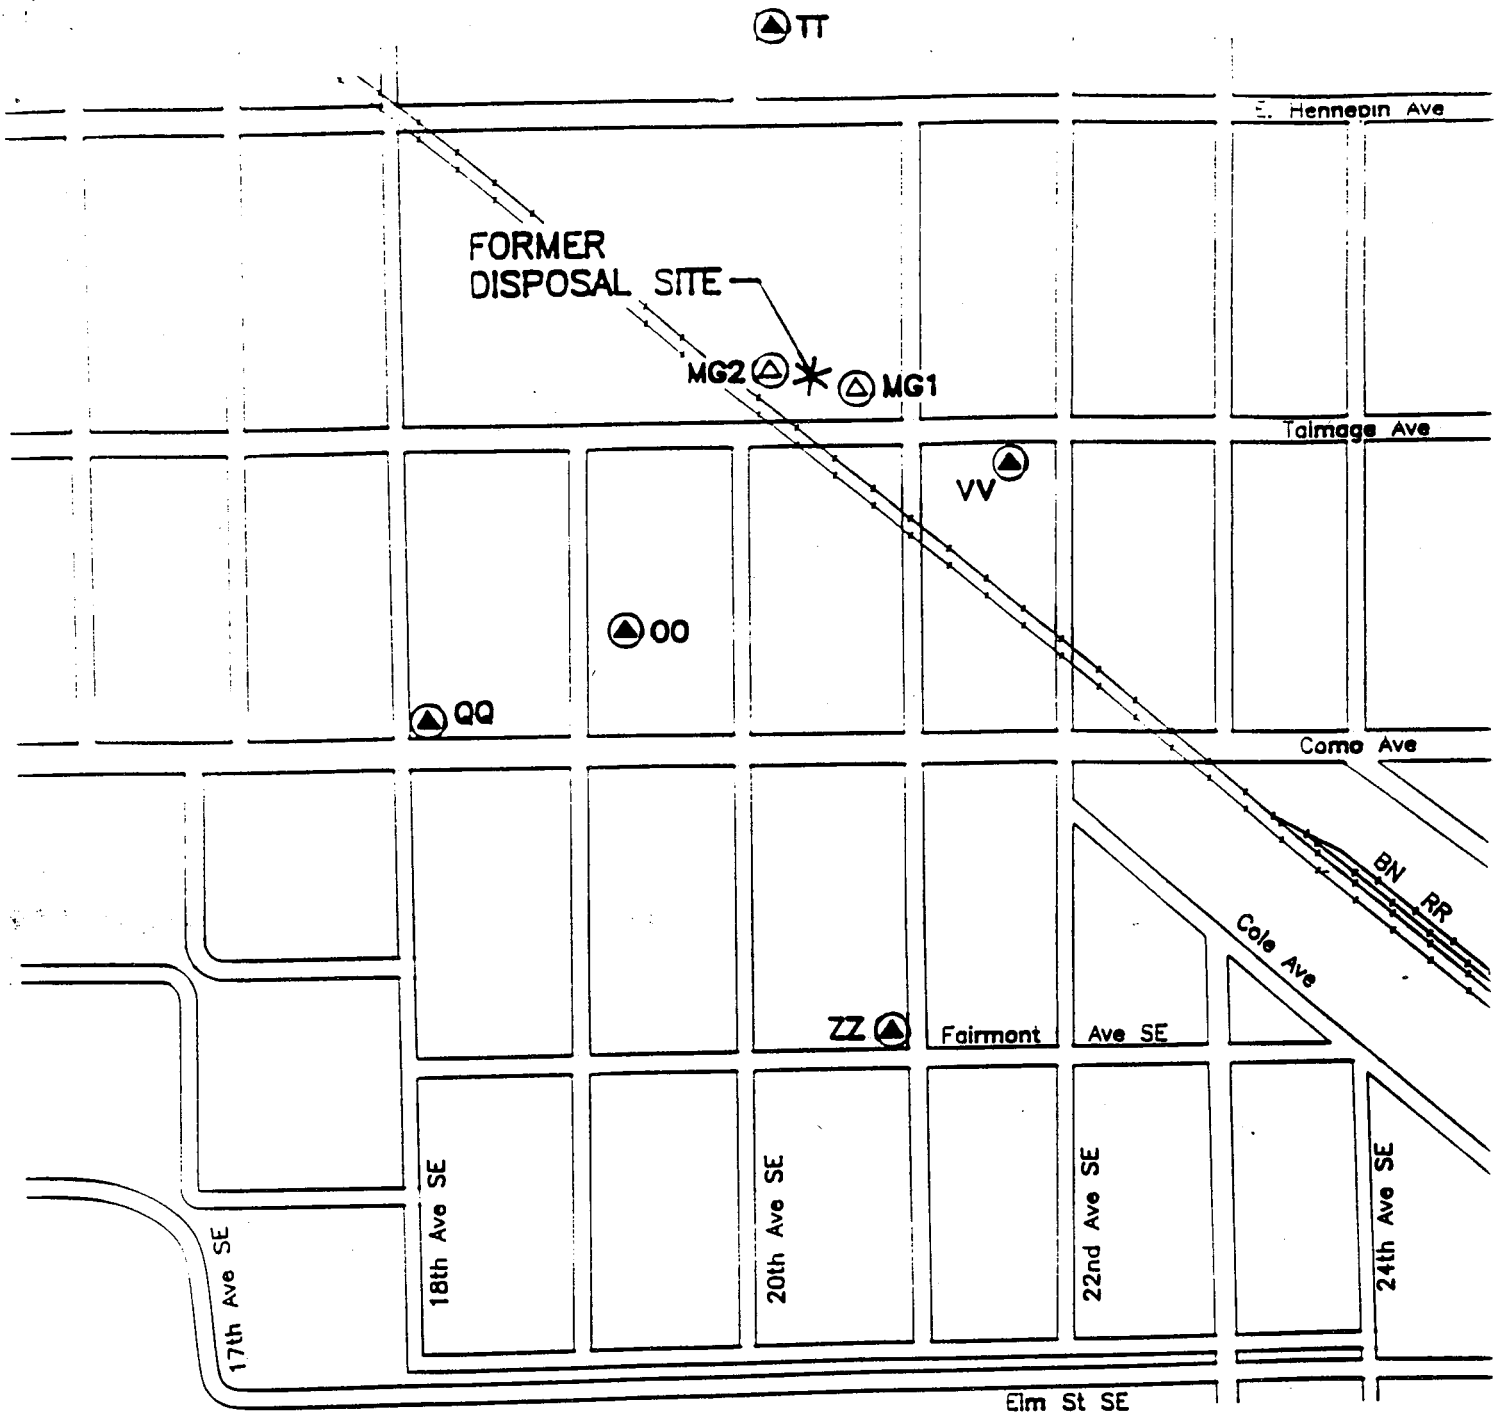 TT
E. Hennepin Ave
FORMER
DISPOSAL SITE
MG2
MG1
Talmage Ave
VV
OO
QQ
Como Ave
BN RR
Cole Ave
ZZ
Fairmont Ave SE
18th Ave SE
20th Ave SE
22nd Ave SE
24th Ave SE
17th Ave SE
Elm St SE